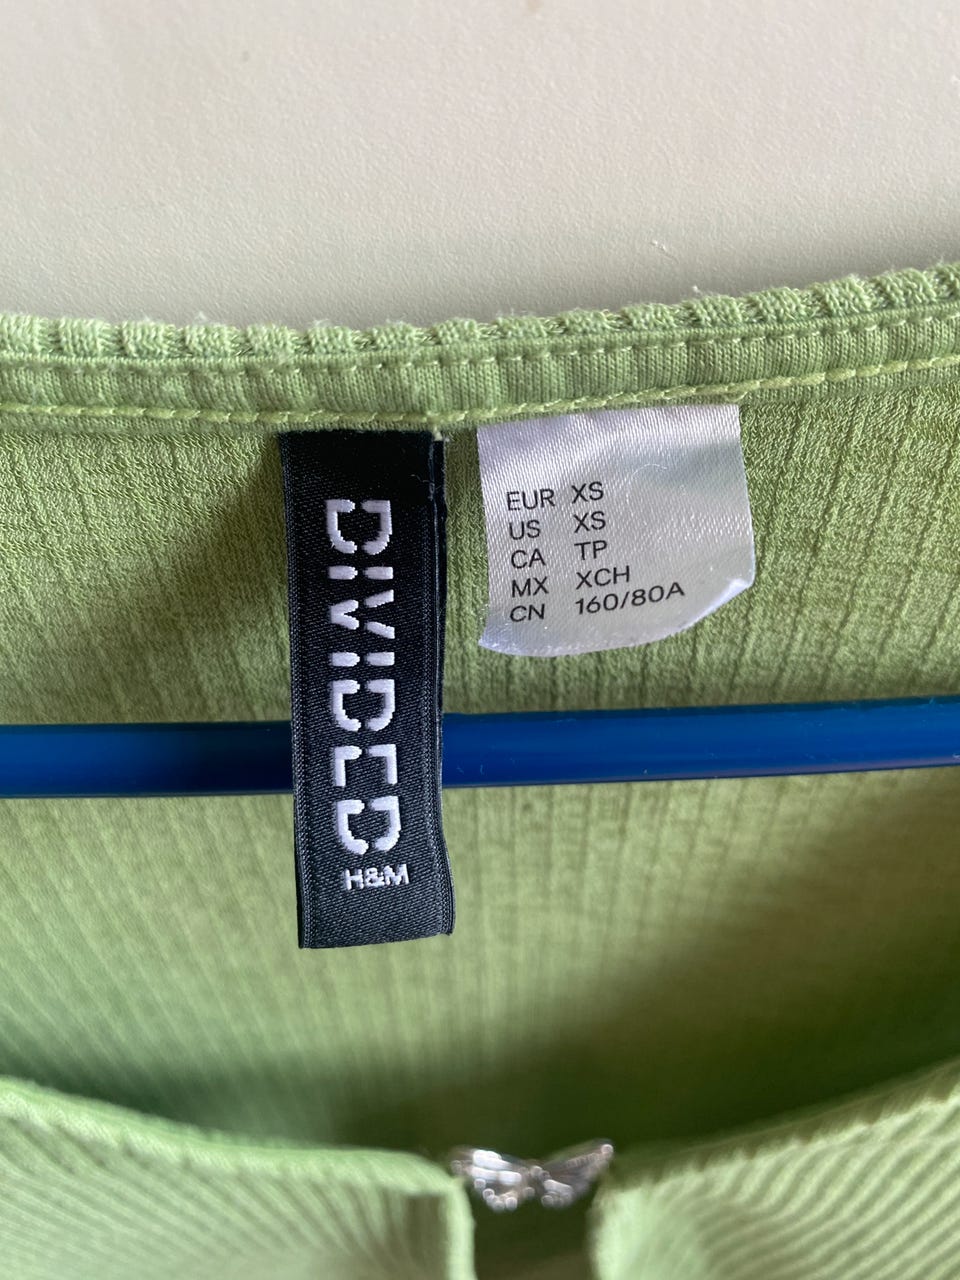 DIVIDED
H&M
EUR XS
US XS
CA TP
MX XCH
CN 160/80A